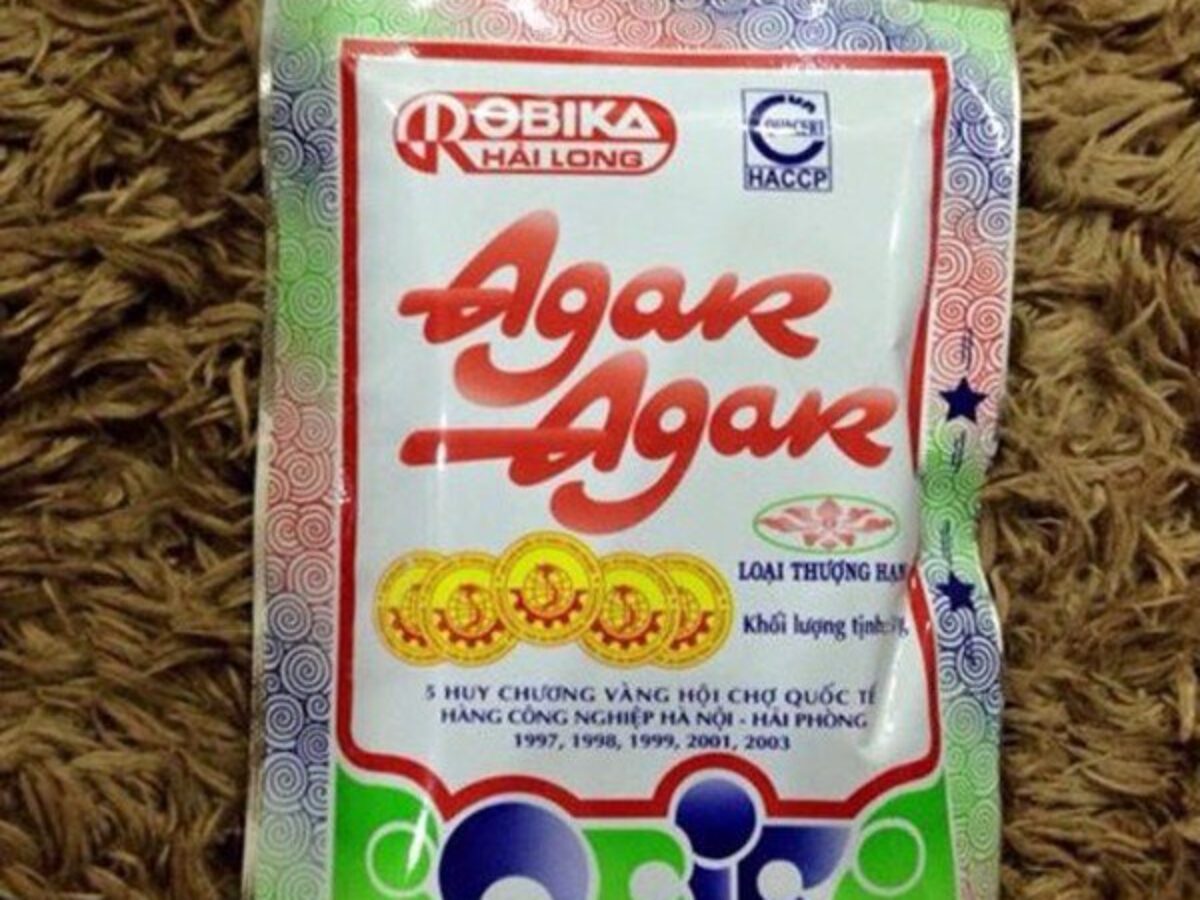 ROBIKA
HẢI LONG
HACCP
Agar
Agar
LOẠI THƯỢNG HẠN
Khối lượng tịnh
5 HUY CHƯƠNG VÀNG HỘI CHỢ QUỐC TẾ
HÀNG CÔNG NGHIỆP HÀ NỘI - HẢI PHÒNG
1997, 1998, 1999, 2001, 2003